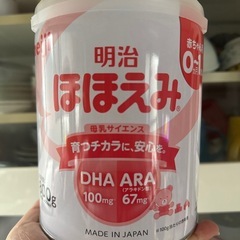 明治
ほほえみ®
赤ちゃん
0
母乳サイエンス
育つチカラに、安心を。
DHA ARA
(アラキドン酸)
100mg 67mg
00g
MADE IN JAPAN